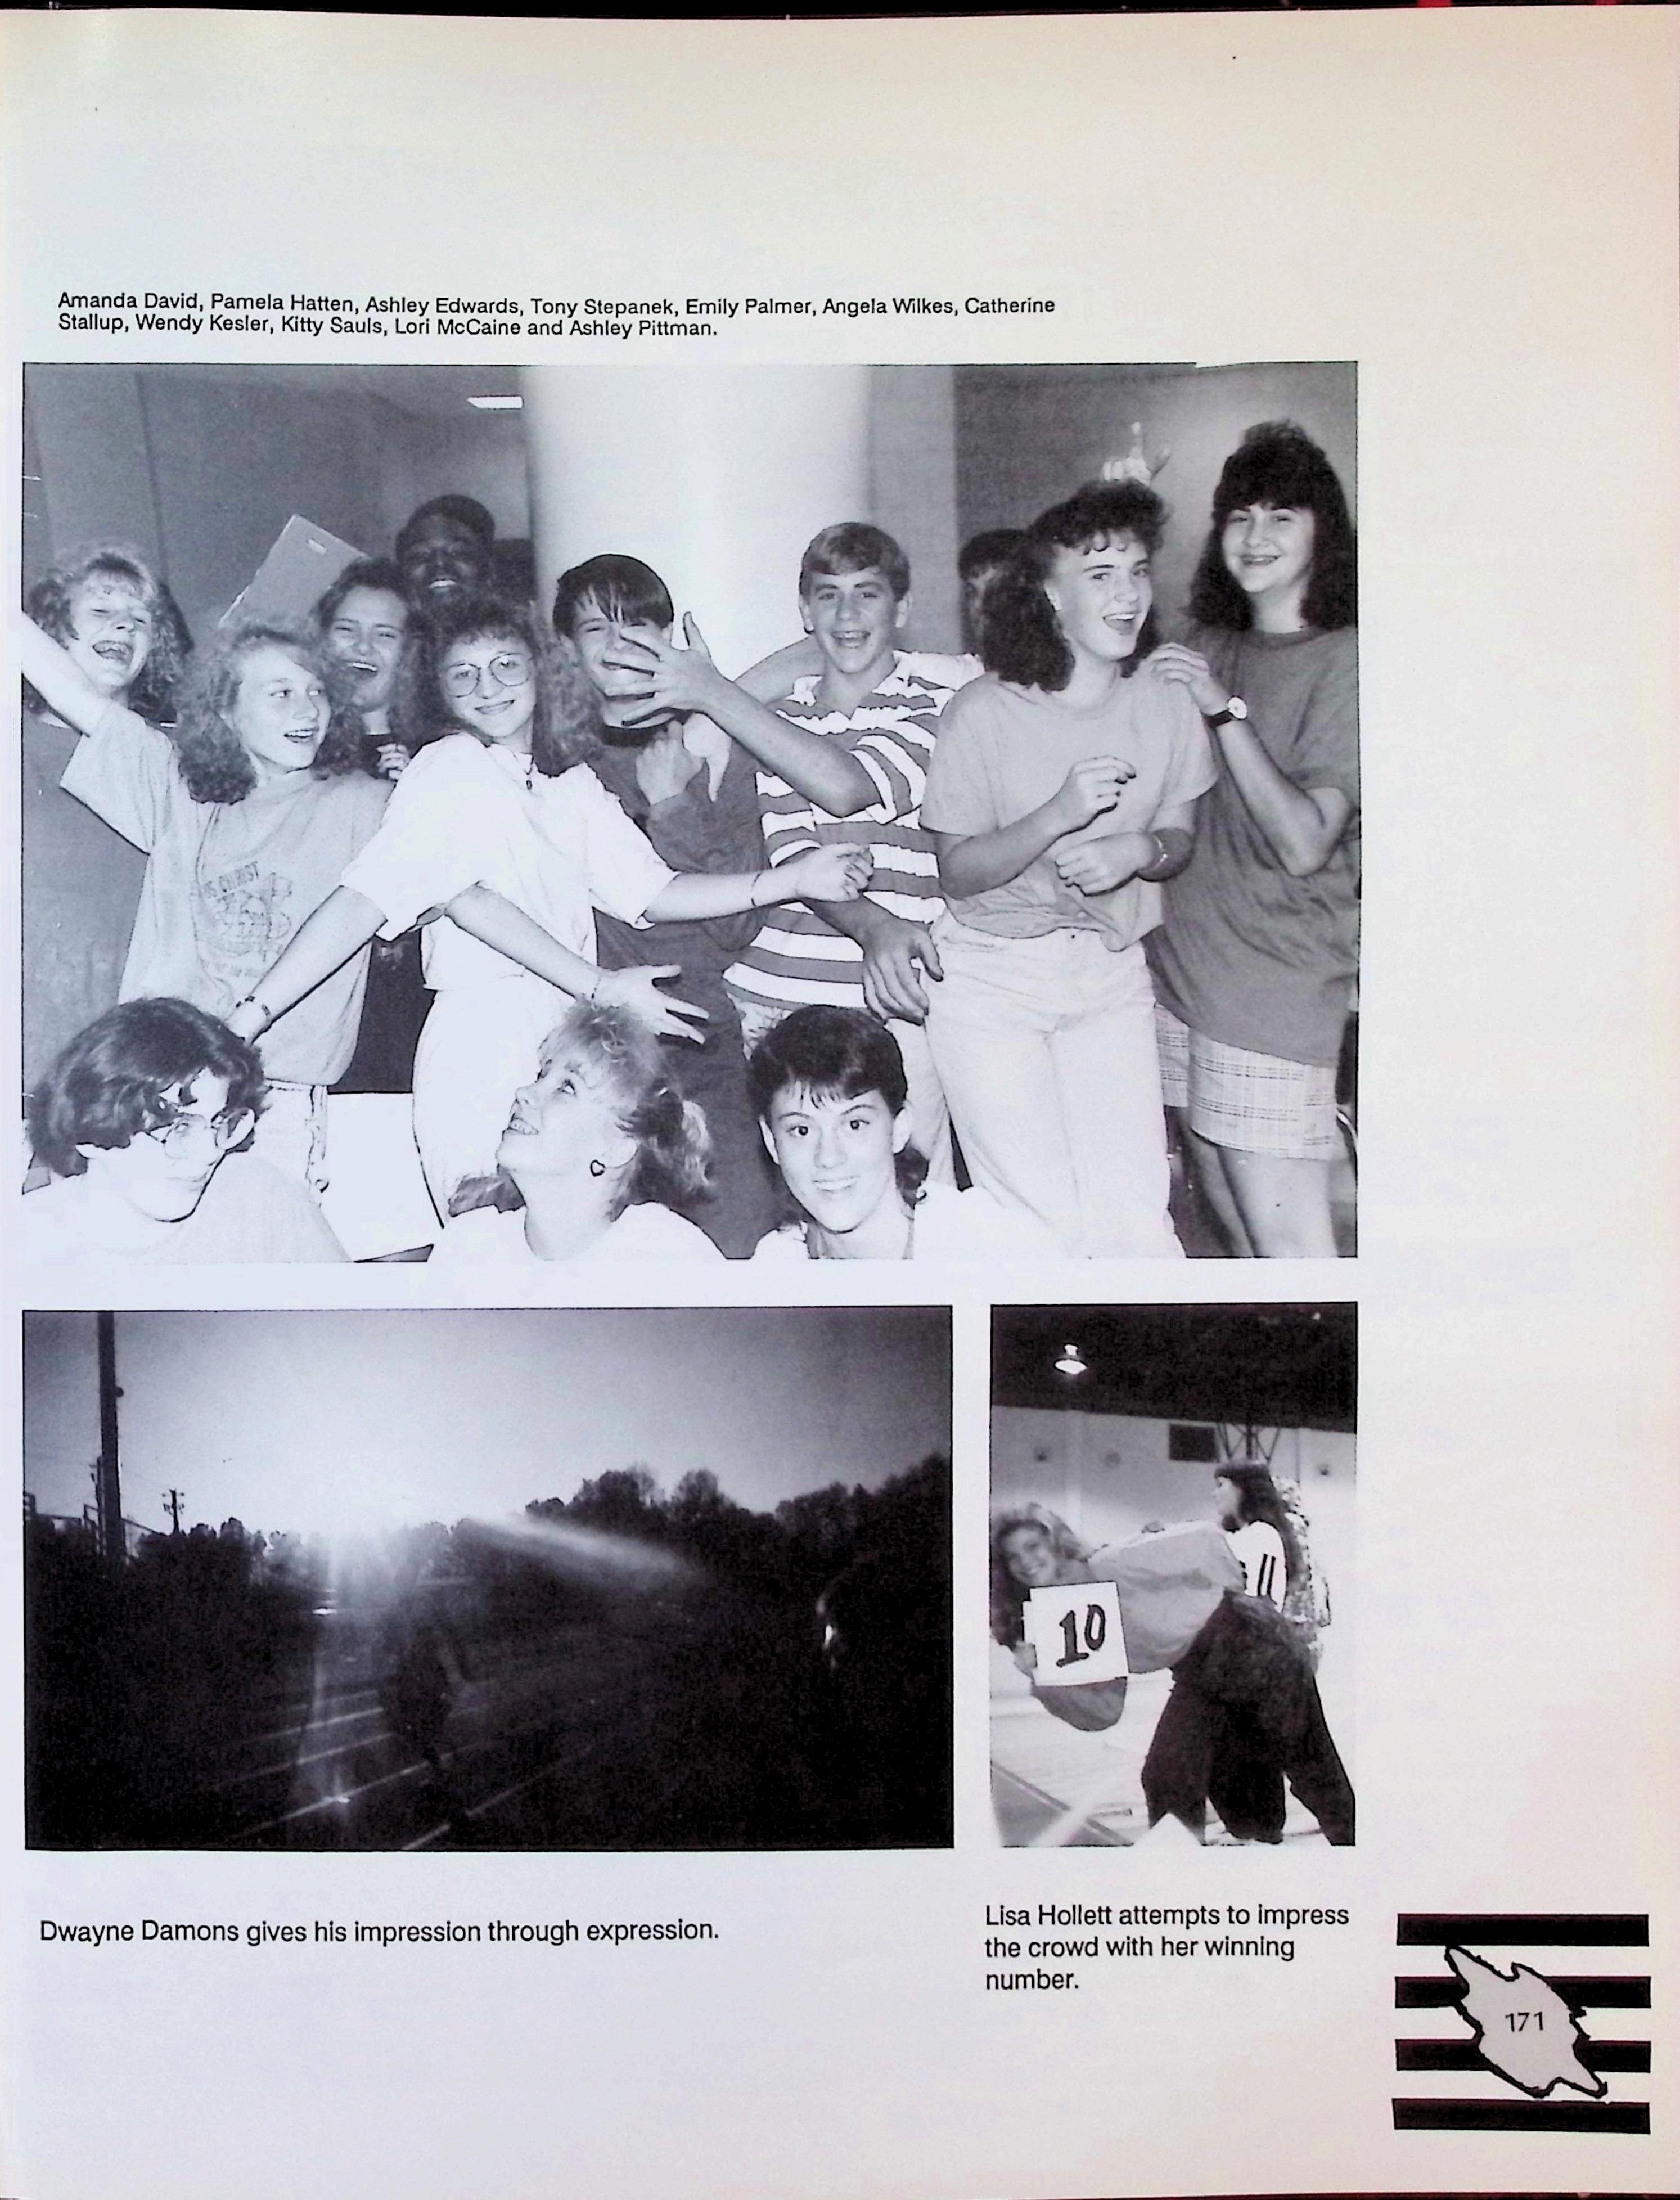 Amanda David, Pamela Hatten, Ashley Edwards, Tony Stepanek, Emily Palmer, Angela Wilkes, Catherine
Stallup, Wendy Kesler, Kitty Sauls, Lori McCaine and Ashley Pittman.
10
Dwayne Damons gives his impression through expression.
Lisa Hollett attempts to impress
the crowd with her winning
number.
171